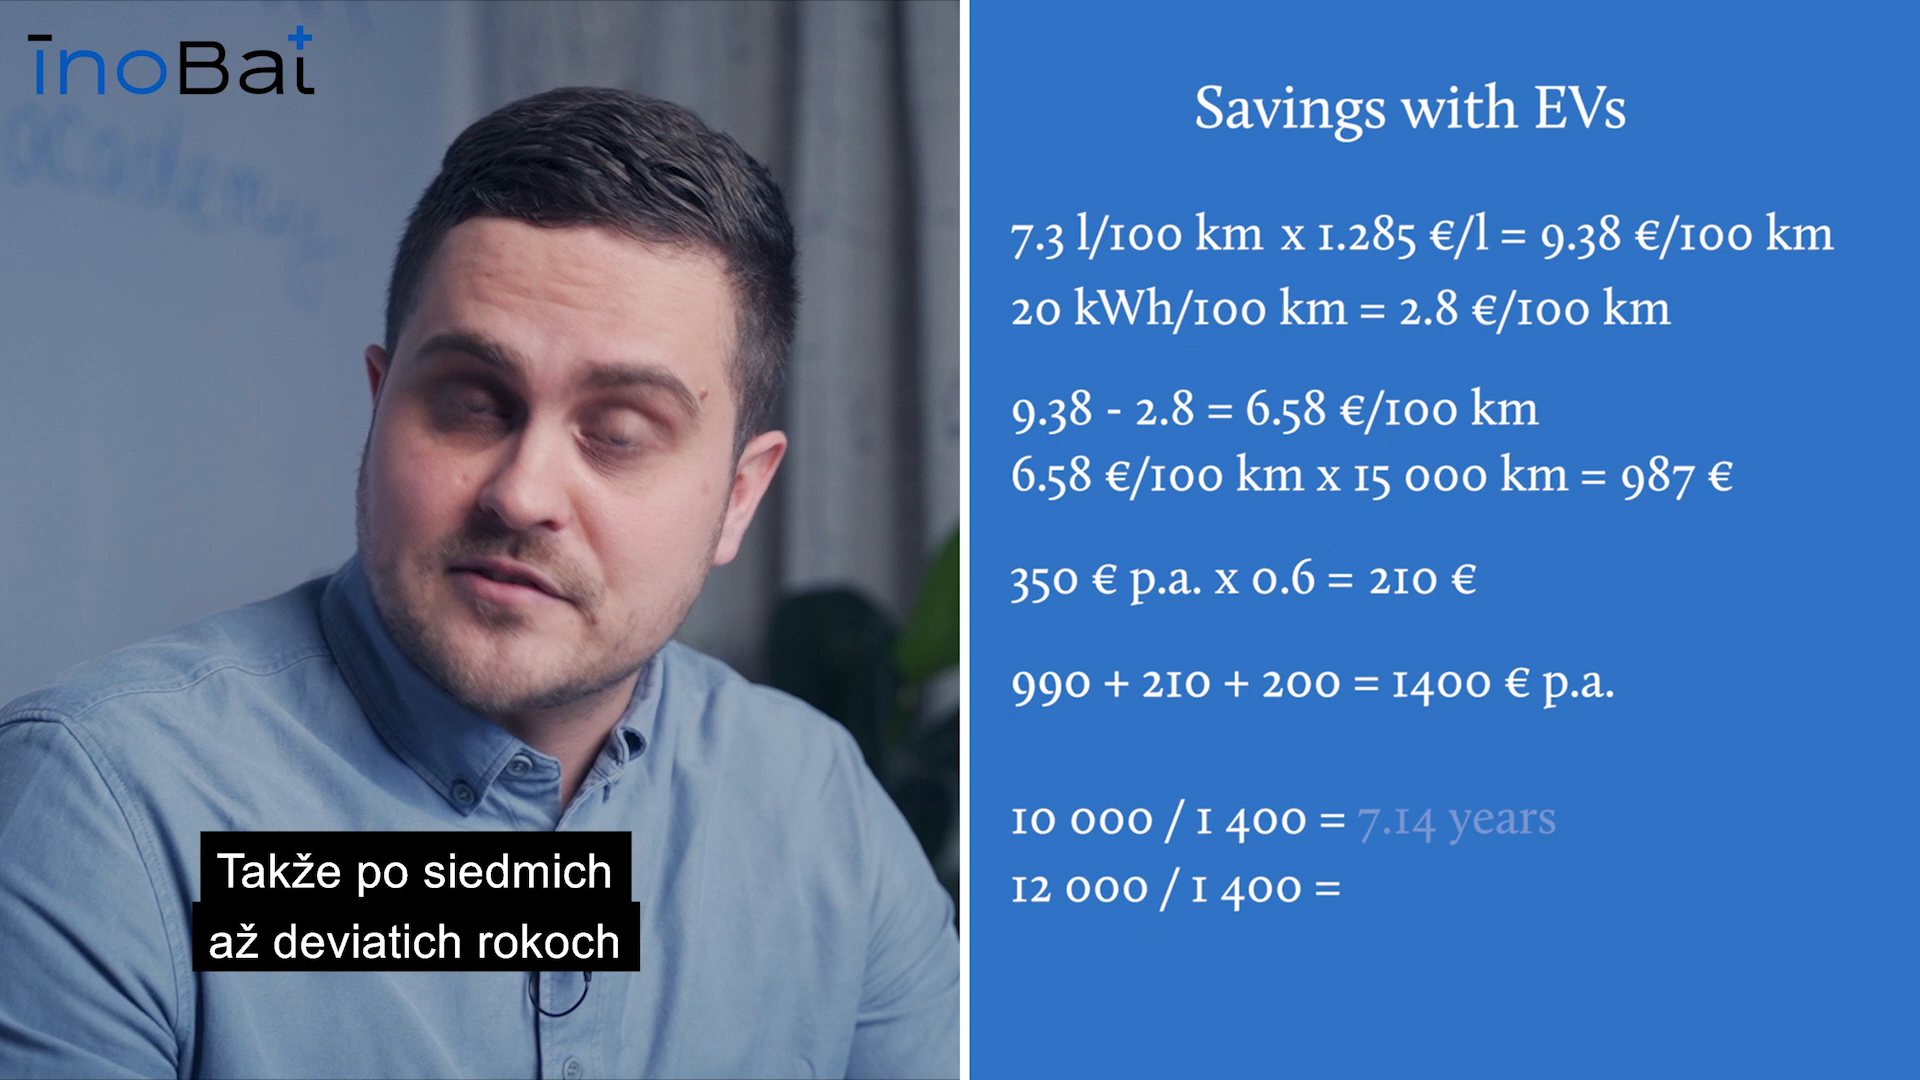 InoBat
academy
Takže po siedmich
až deviatich rokoch
Savings with EVs
7.3 l/100 km x 1.285 €/l = 9.38 €/100 km
20 kWh/100 km = 2.8 €/100 km
9.38 - 2.8 = 6.58 €/100 km
6.58 €/100 km x 15 000 km = 987 €
350 € p.a. x 0.6 = 210 €
990 + 210 + 200 = 1400 € p.a.
10 000 / 1 400 = 7.14 years
12 000 / 1 400 =